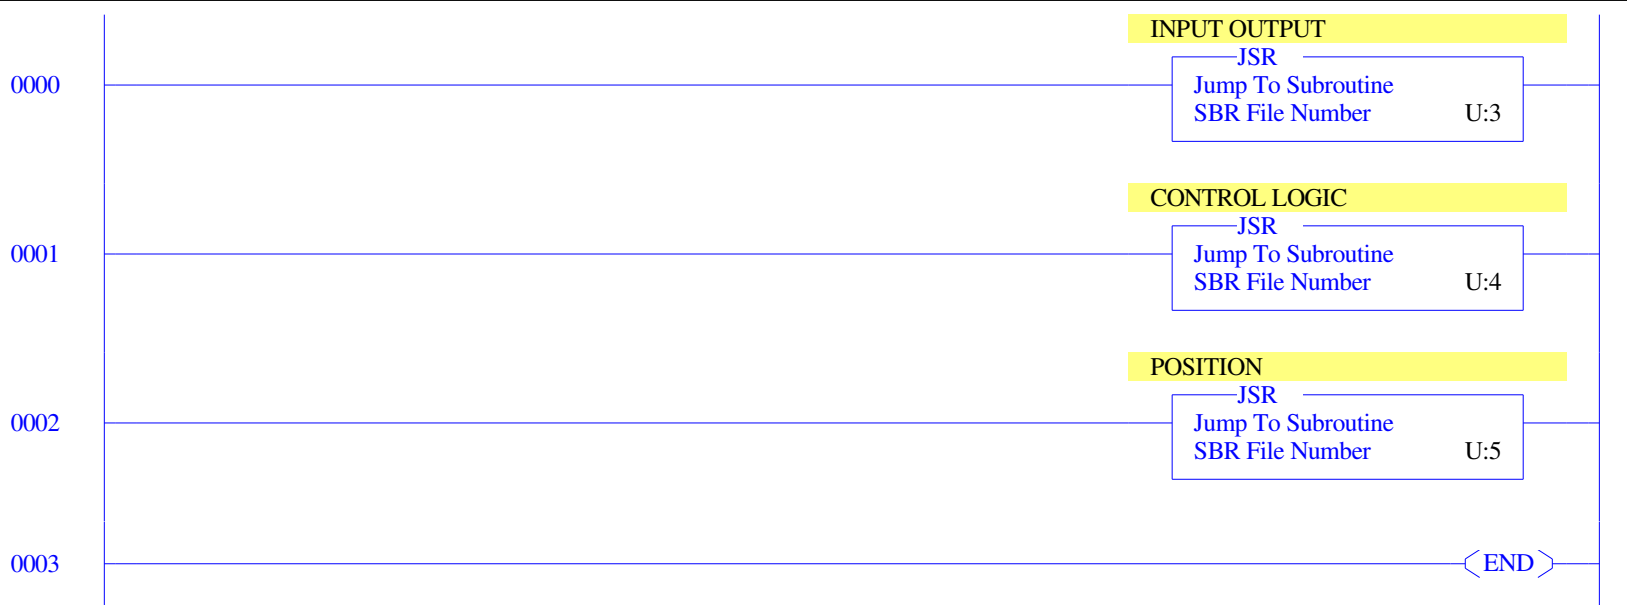 INPUT OUTPUT
JSR
0000
Jump To Subroutine
SBR File Number U:3
CONTROL LOGIC
JSR
0001
Jump To Subroutine
SBR File Number U:4
POSITION
JSR
0002
Jump To Subroutine
SBR File Number U:5
0003
END